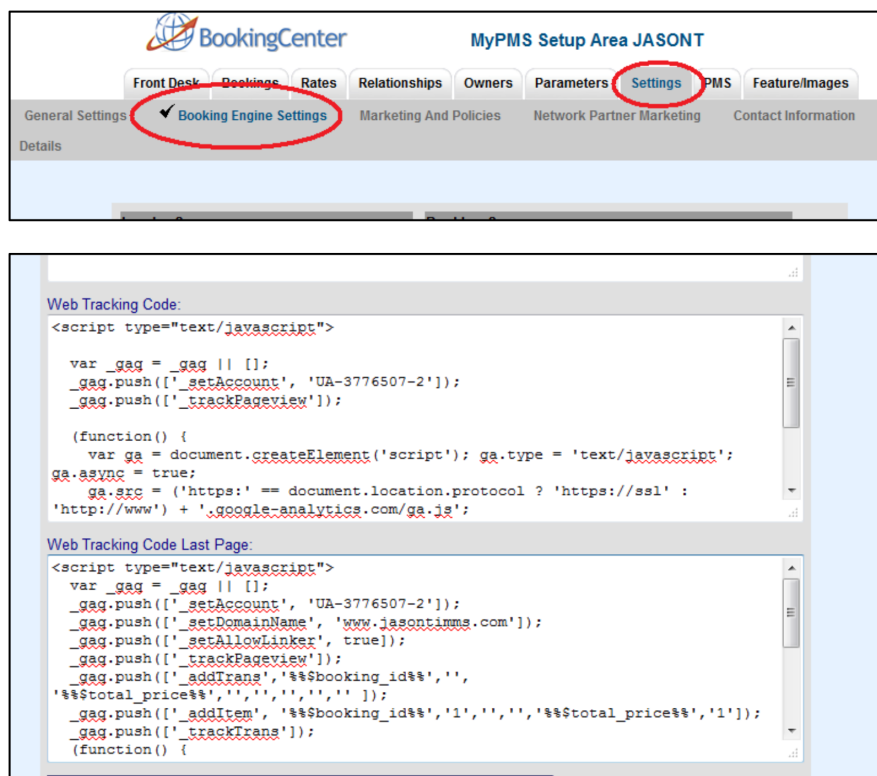 BookingCenter MyPMS Setup Area JASONT
Front Desk Bookings Rates Relationships Owners Parameters Settings PMS Feature/Images
General Settings ✔ Booking Engine Settings Marketing And Policies Network Partner Marketing Contact Information
Details
Web Tracking Code:
<script type="text/javascript">
var _gaq = _gaq || [];
_gaq.push(['_setAccount', 'UA-3776507-2']);
_gaq.push(['_trackPageview']);
(function() {
var ga = document.createElement('script'); ga.type = 'text/javascript';
ga.async = true;
ga.src = ('https:' == document.location.protocol ? 'https://ssl' :
'http://www') + '.google-analytics.com/ga.js';
Web Tracking Code Last Page:
<script type="text/javascript">
var _gaq = _gaq || [];
_gaq.push(['_setAccount', 'UA-3776507-2']);
_gaq.push(['_setDomainName', 'www.jasontimms.com']);
_gaq.push(['_setAllowLinker', true]);
_gaq.push(['_trackPageview']);
_gaq.push(['_addTrans','%%$booking_id%%','',
'%%$total_price%%','','','','','' ]);
_gaq.push(['_addItem', '%%$booking_id%%','1','','','%%$total_price%%','1']);
_gaq.push(['_trackTrans']);
(function() {